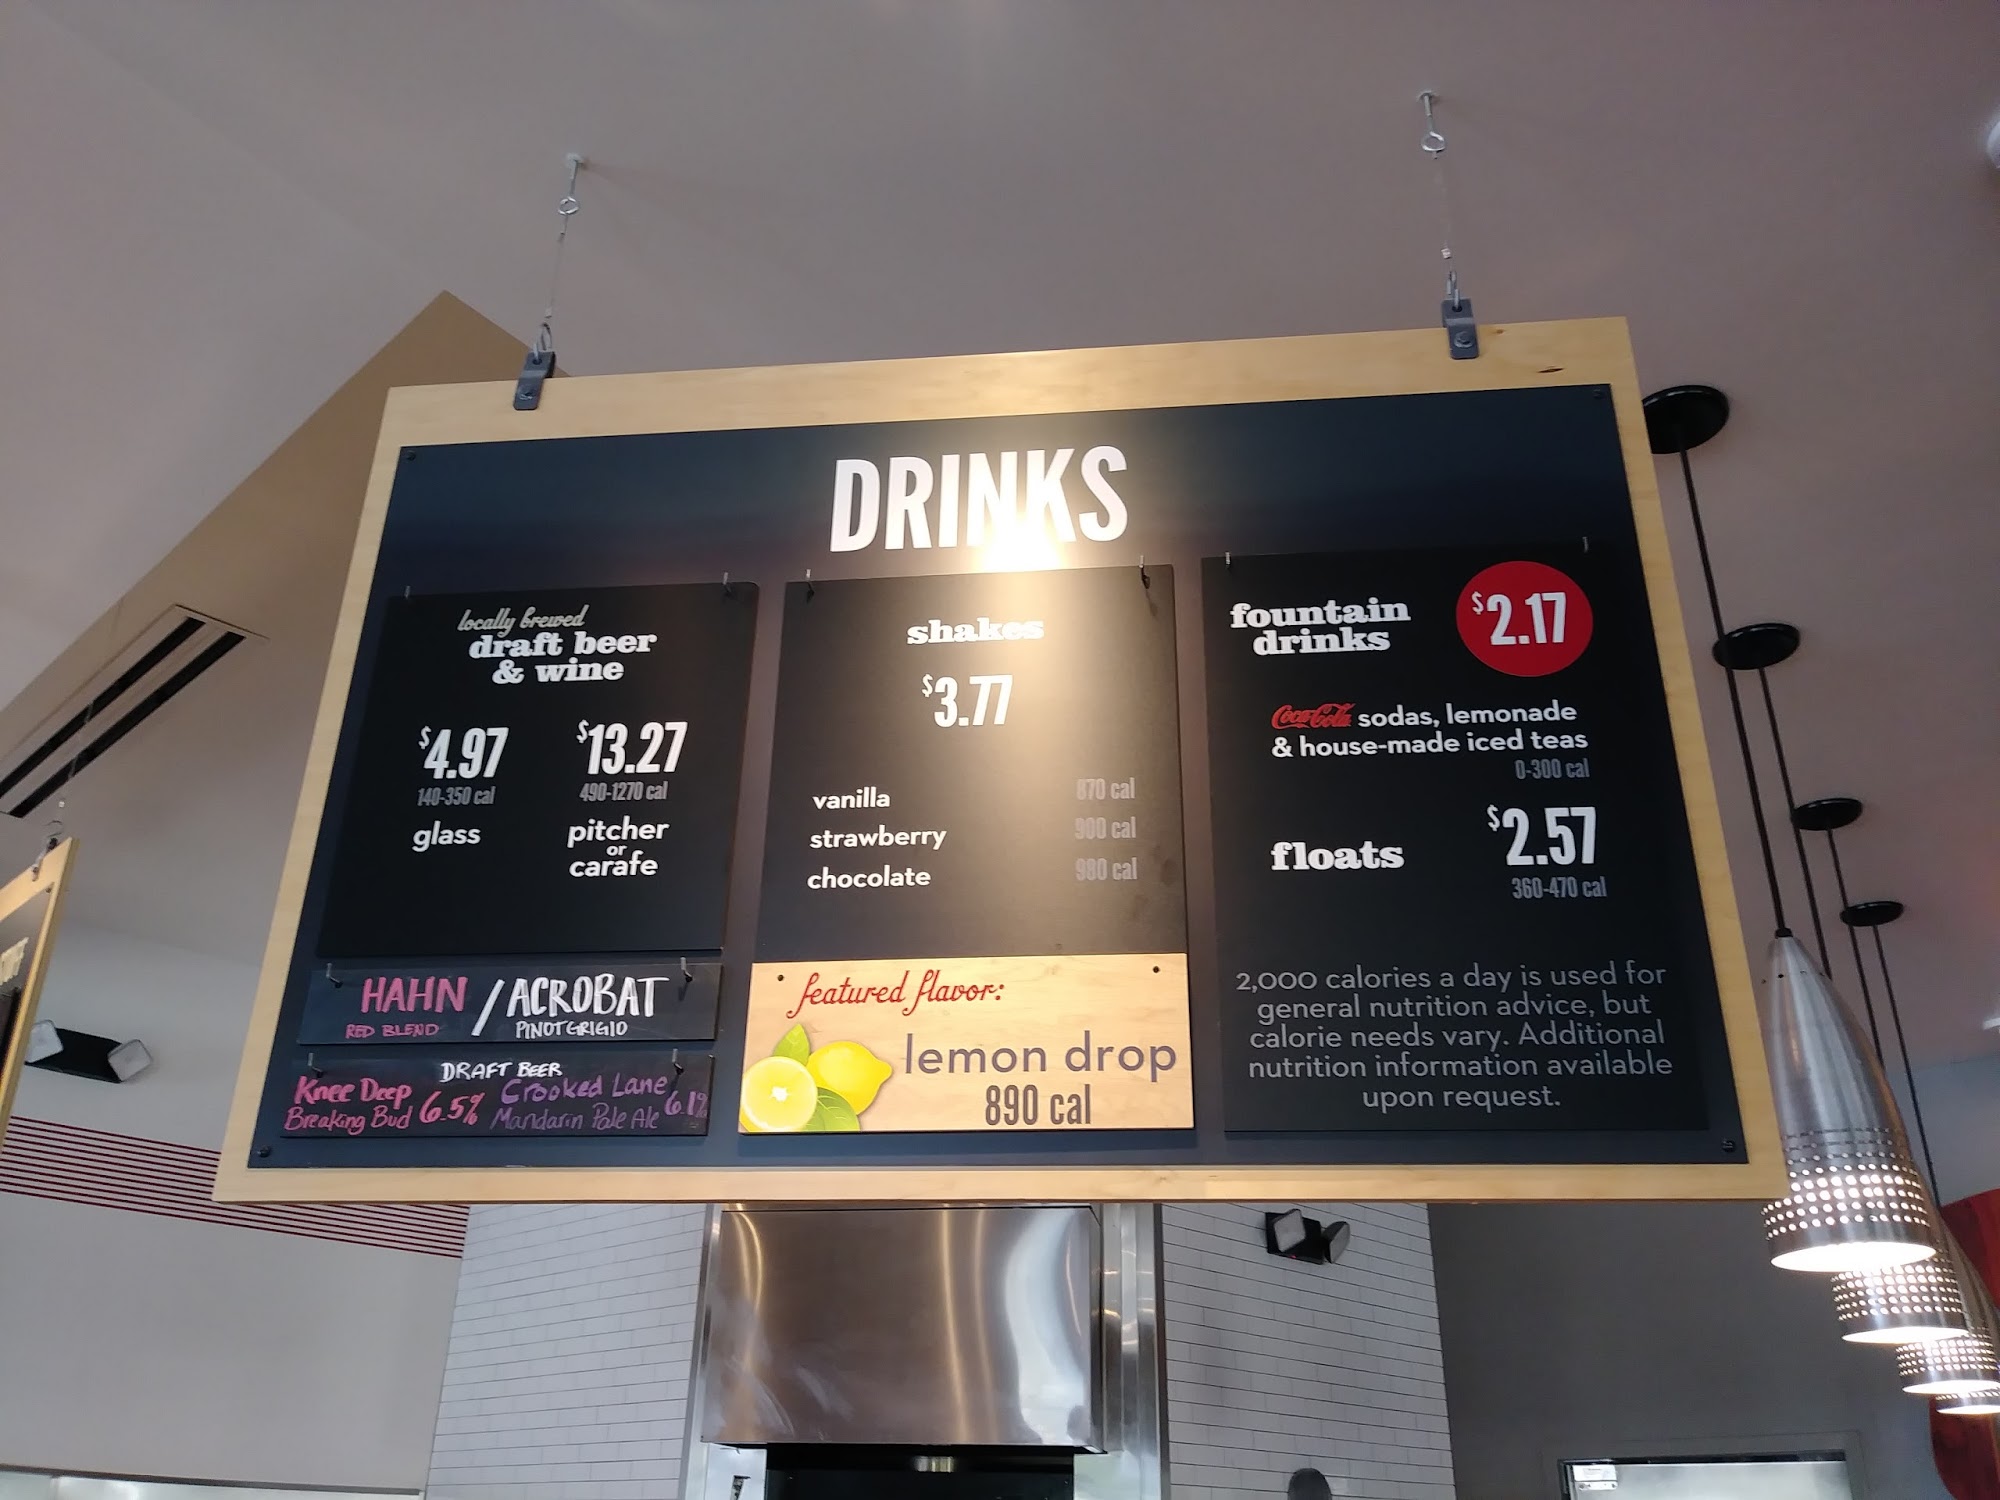 DRINKS
locally brewed
draft beer
& wine
$4.97
140-350 cal
glass
$13.27
490-1270 cal
pitcher
or
carafe
HAHN / ACROBAT
RED BLEND PINOT GRIGIO
DRAFT BEER
Knee Deep
Breaking Bud 6.5%
Crooked Lane
Mandarin Pale Ale 6.1%
shakes
$3.77
vanilla 870 cal
strawberry 900 cal
chocolate 980 cal
featured flavor:
lemon drop
890 cal
fountain
drinks
$2.17
Coca-Cola sodas, lemonade
& house-made iced teas
0-300 cal
floats
$2.57
360-470 cal
2,000 calories a day is used for
general nutrition advice, but
calorie needs vary. Additional
nutrition information available
upon request.